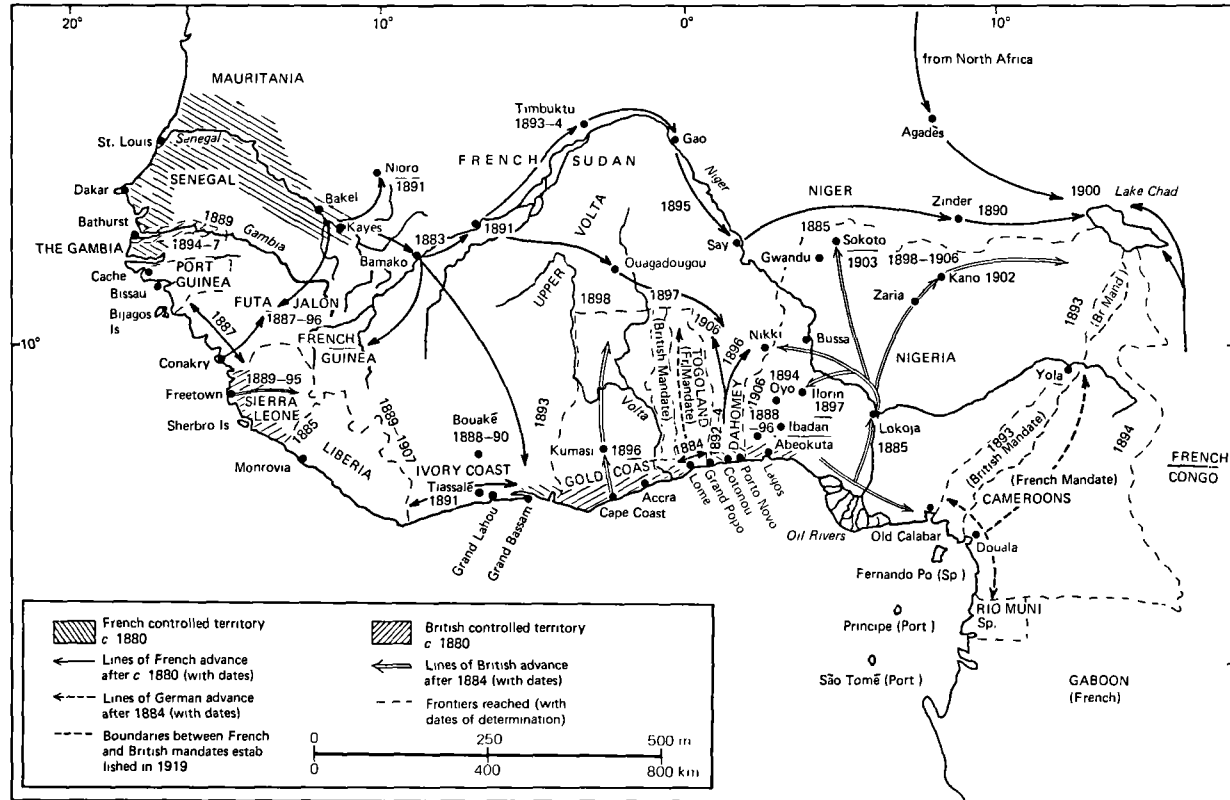 20°
10°
0°
10°
MAURITANIA
from North Africa
Timbuktu
1893–4
Agades
St. Louis
Senegal
Gao
FRENCH SUDAN
Nioro
1891
SENEGAL
Niger
NIGER
1900
Lake Chad
Dakar
Bakel
VOLTA
Zinder
1890
Bathurst
1889
Kayes
1895
1885
THE GAMBIA
1894–7
Gambia
1883
1891
Say
Sokoto
1903
1898–1906
Cache
PORT
GUINEA
Bamako
Ouagadougou
Gwandu
Kano 1902
Bissau
FUTA JALON
1887–96
UPPER
Zaria
Bijagos
Is
1887
1898
1897
1893
(Br Mand)
10°
FRENCH
GUINEA
(British Mandate)
(Fr Mandate)
1906
TOGOLAND
1896
Nikki
Bussa
NIGERIA
Conakry
1889–95
DAHOMEY
1906
1894
Oyo
Ilorin
1897
Yola
Freetown
SIERRA
LEONE
Volta
1888
–96
Ibadan
Sherbro Is
1885
1889–1907
Bouaké
1888–90
1893
1892–4
Abeokuta
Lokoja
1885
1893
(British Mandate)
1894
FRENCH
CONGO
Monrovia
LIBERIA
IVORY COAST
Kumasi
1896
1884
(French Mandate)
Tiassalé
1891
GOLD COAST
CAMEROONS
Accra
Cape Coast
Lome
Grand Popo
Cotonou
Porto Novo
Lagos
Grand Lahou
Grand Bassam
Oil Rivers
Old Calabar
Douala
Fernando Po (Sp)
RIO MUNI
Sp.
Principe (Port)
São Tomé (Port)
GABOON
(French)
French controlled territory
c 1880
British controlled territory
c 1880
Lines of French advance
after c 1880 (with dates)
Lines of British advance
after 1884 (with dates)
Lines of German advance
after 1884 (with dates)
Frontiers reached (with
dates of determination)
Boundaries between French
and British mandates estab
lished in 1919
0 250 500 m
0 400 800 km